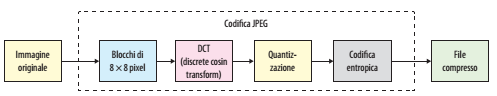 Codifica JPEG
Immagine
originale
Blocchi di
8 × 8 pixel
DCT
(discrete cosin
transform)
Quantiz-
zazione
Codifica
entropica
File
compresso